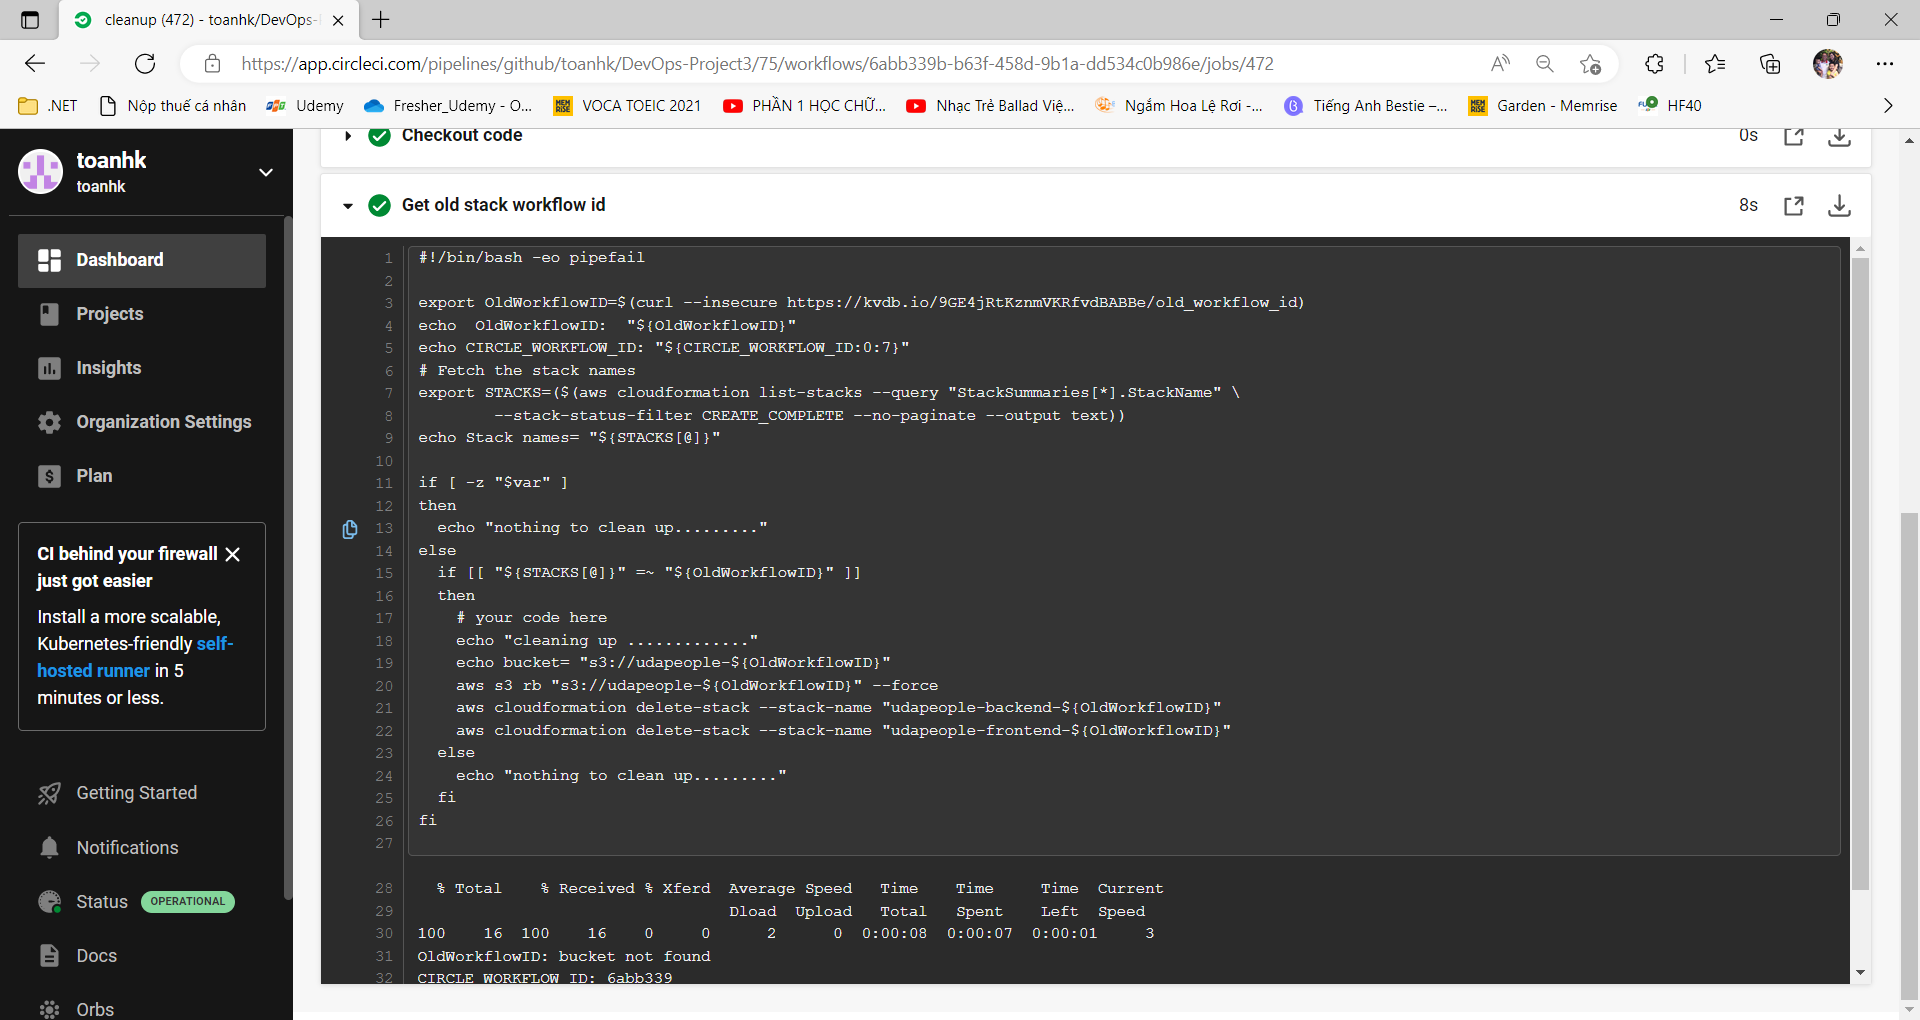 cleanup (472) - toanhk/DevOps-
https://app.circleci.com/pipelines/github/toanhk/DevOps-Project3/75/workflows/6abb339b-b63f-458d-9b1a-dd534c0b986e/jobs/472
.NET
Nộp thuế cá nhân
Udemy
Fresher_Udemy - O...
VOCA TOEIC 2021
PHẦN 1 HỌC CHỮ...
Nhạc Trẻ Ballad Việ...
Ngắm Hoa Lệ Rơi -...
Tiếng Anh Bestie –...
Garden - Memrise
HF40
toanhk
toanhk
Dashboard
Projects
Insights
Organization Settings
Plan
CI behind your firewall
just got easier
Install a more scalable,
Kubernetes-friendly self-
hosted runner in 5
minutes or less.
Getting Started
Notifications
Status OPERATIONAL
Docs
Orbs
Checkout code 0s
Get old stack workflow id 8s
1 #!/bin/bash -eo pipefail
2
3 export OldWorkflowID=$(curl --insecure https://kvdb.io/9GE4jRtKznmVKRfvdBABBe/old_workflow_id)
4 echo  OldWorkflowID:  "${OldWorkflowID}"
5 echo CIRCLE_WORKFLOW_ID: "${CIRCLE_WORKFLOW_ID:0:7}"
6 # Fetch the stack names
7 export STACKS=($(aws cloudformation list-stacks --query "StackSummaries[*].StackName" \
8         --stack-status-filter CREATE_COMPLETE --no-paginate --output text))
9 echo Stack names= "${STACKS[@]}"
10
11 if [ -z "$var" ]
12 then
13   echo "nothing to clean up........."
14 else
15   if [[ "${STACKS[@]}" =~ "${OldWorkflowID}" ]]
16   then
17     # your code here
18     echo "cleaning up ............."
19     echo bucket= "s3://udapeople-${OldWorkflowID}"
20     aws s3 rb "s3://udapeople-${OldWorkflowID}" --force
21     aws cloudformation delete-stack --stack-name "udapeople-backend-${OldWorkflowID}"
22     aws cloudformation delete-stack --stack-name "udapeople-frontend-${OldWorkflowID}"
23   else
24     echo "nothing to clean up........."
25   fi
26 fi
27
28   % Total    % Received % Xferd  Average Speed   Time    Time     Time  Current
29                                  Dload  Upload   Total   Spent    Left  Speed
30 100    16  100    16    0     0      2      0  0:00:08  0:00:07  0:00:01     3
31 OldWorkflowID: bucket not found
32 CIRCLE_WORKFLOW_ID: 6abb339